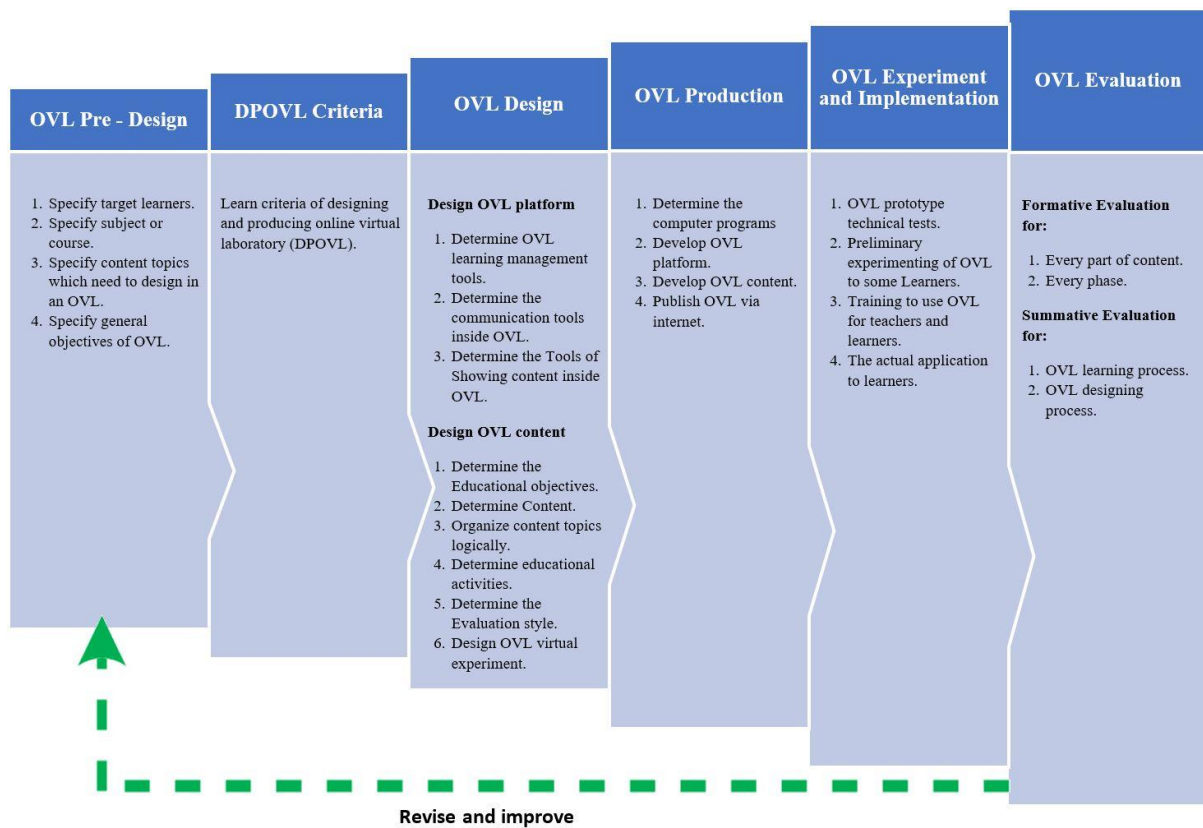 OVL Pre - Design
1. Specify target learners.
2. Specify subject or
course.
3. Specify content topics
which need to design in
an OVL.
4. Specify general
objectives of OVL.
DPOVL Criteria
Learn criteria of designing
and producing online virtual
laboratory (DPOVL).
OVL Design
Design OVL platform
1. Determine OVL
learning management
tools.
2. Determine the
communication tools
inside OVL.
3. Determine the Tools of
Showing content inside
OVL.
Design OVL content
1. Determine the
Educational objectives.
2. Determine Content.
3. Organize content topics
logically.
4. Determine educational
activities.
5. Determine the
Evaluation style.
6. Design OVL virtual
experiment.
OVL Production
1. Determine the
computer programs
2. Develop OVL
platform.
3. Develop OVL content.
4. Publish OVL via
internet.
OVL Experiment
and Implementation
1. OVL prototype
technical tests.
2. Preliminary
experimenting of OVL
to some Learners.
3. Training to use OVL
for teachers and
learners.
4. The actual application
to learners.
OVL Evaluation
Formative Evaluation
for:
1. Every part of content.
2. Every phase.
Summative Evaluation
for:
1. OVL learning process.
2. OVL designing
process.
Revise and improve